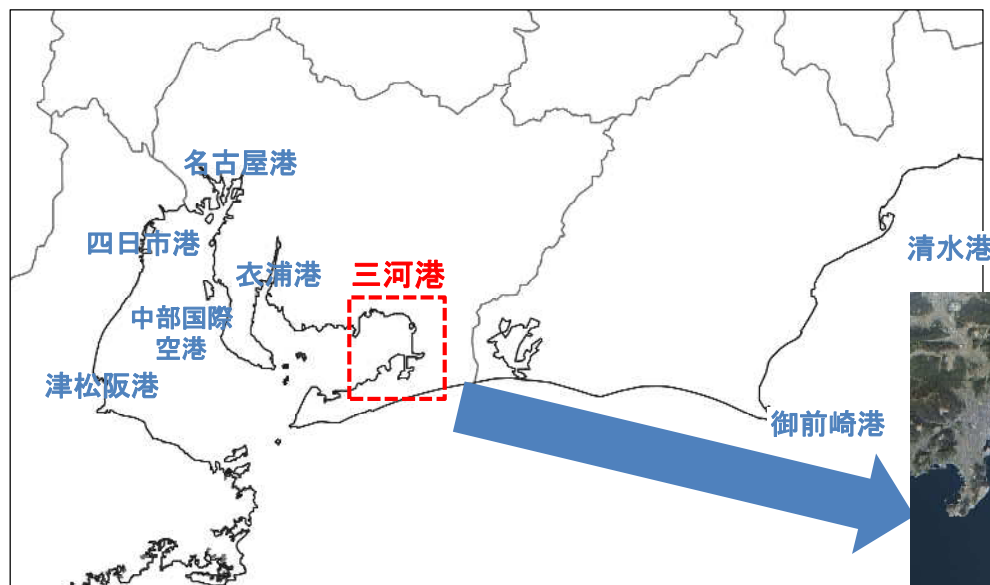 名古屋港
四日市港
清水港
衣浦港
三河港
中部国際
空港
津松阪港
御前崎港